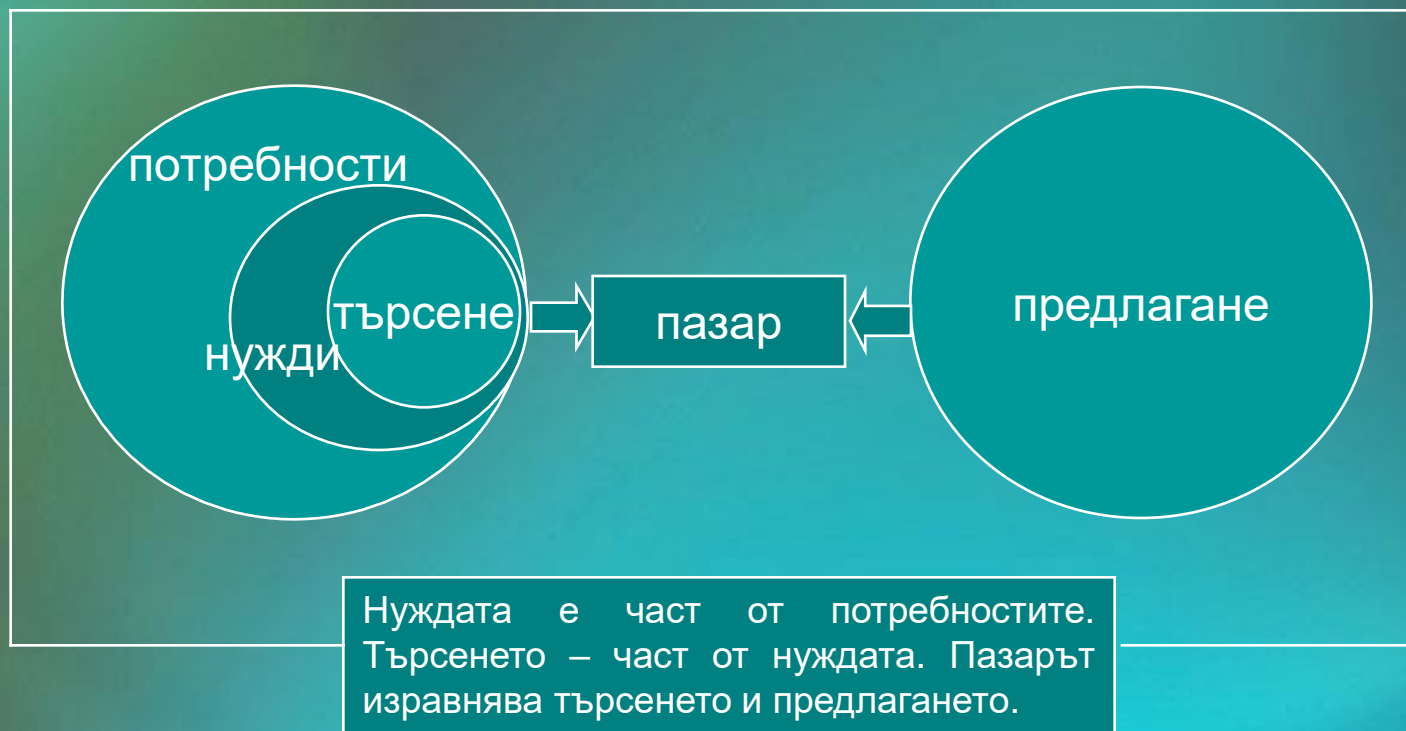 потребности
търсене
нужди
пазар
предлагане
Нуждата е част от потребностите.
Търсенето – част от нуждата. Пазарът
изравнява търсенето и предлагането.